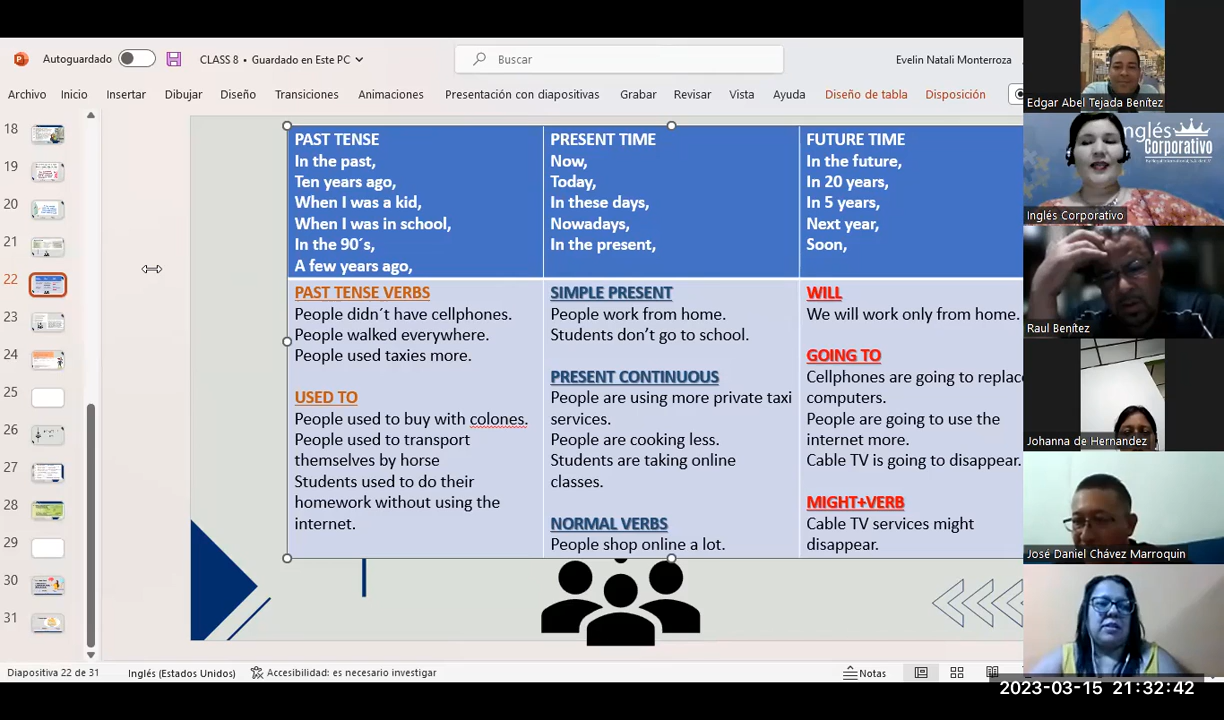 Autoguardado
CLASS 8 • Guardado en Este PC
Buscar
Evelin Natali Monterroza
Archivo Inicio Insertar Dibujar Diseño Transiciones Animaciones Presentación con diapositivas Grabar Revisar Vista Ayuda Diseño de tabla Disposición
18
19
20
21
22
23
24
25
26
27
28
29
30
31
PAST TENSE
In the past,
Ten years ago,
When I was a kid,
When I was in school,
In the 90´s,
A few years ago,
PRESENT TIME
Now,
Today,
In these days,
Nowadays,
In the present,
FUTURE TIME
In the future,
In 20 years,
In 5 years,
Next year,
Soon,
PAST TENSE VERBS
People didn´t have cellphones.
People walked everywhere.
People used taxies more.
USED TO
People used to buy with colones.
People used to transport
themselves by horse
Students used to do their
homework without using the
internet.
SIMPLE PRESENT
People work from home.
Students don’t go to school.
PRESENT CONTINUOUS
People are using more private taxi
services.
People are cooking less.
Students are taking online
classes.
NORMAL VERBS
People shop online a lot.
WILL
We will work only from home.
GOING TO
Cellphones are going to replac
computers.
People are going to use the
internet more.
Cable TV is going to disappear.
MIGHT+VERB
Cable TV services might
disappear.
Diapositiva 22 de 31
Inglés (Estados Unidos)
Accesibilidad: es necesario investigar
Notas
Edgar Abel Tejada Benítez
Inglés
Corporativo
Inglés Corporativo
Raul Benítez
Johanna de Hernandez
José Daniel Chávez Marroquin
2023-03-15 21:32:42